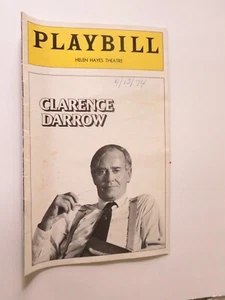 PLAYBILL
HELEN HAYES THEATRE
CLARENCE
DARROW